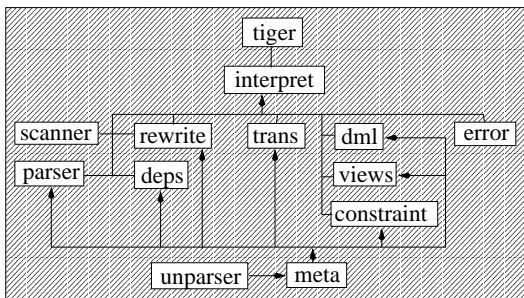 tiger
interpret
scanner rewrite trans dml error
parser deps views
constraint
unparser meta